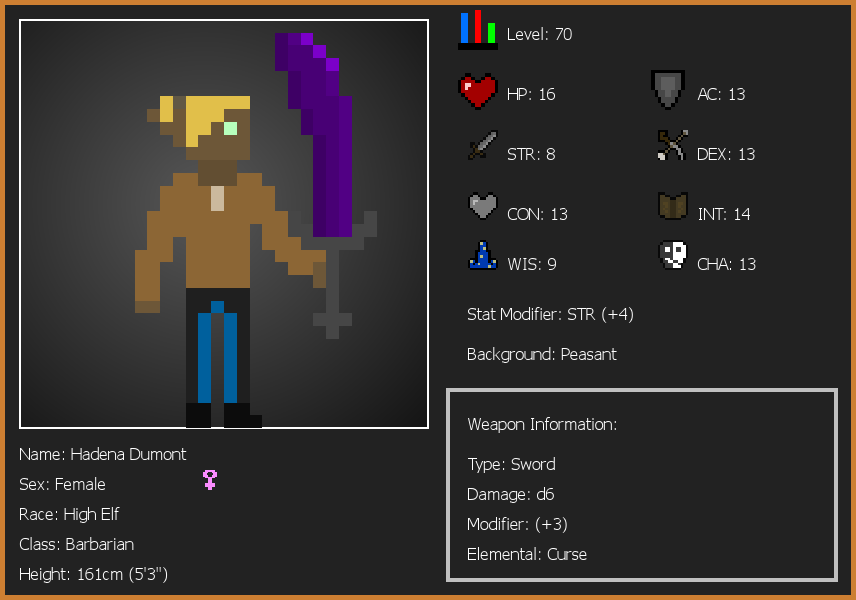 Level: 70
HP: 16
AC: 13
STR: 8
DEX: 13
CON: 13
INT: 14
WIS: 9
CHA: 13
Stat Modifier: STR (+4)
Background: Peasant
Weapon Information:
Type: Sword
Damage: d6
Modifier: (+3)
Elemental: Curse
Name: Hadena Dumont
Sex: Female
Race: High Elf
Class: Barbarian
Height: 161cm (5'3")